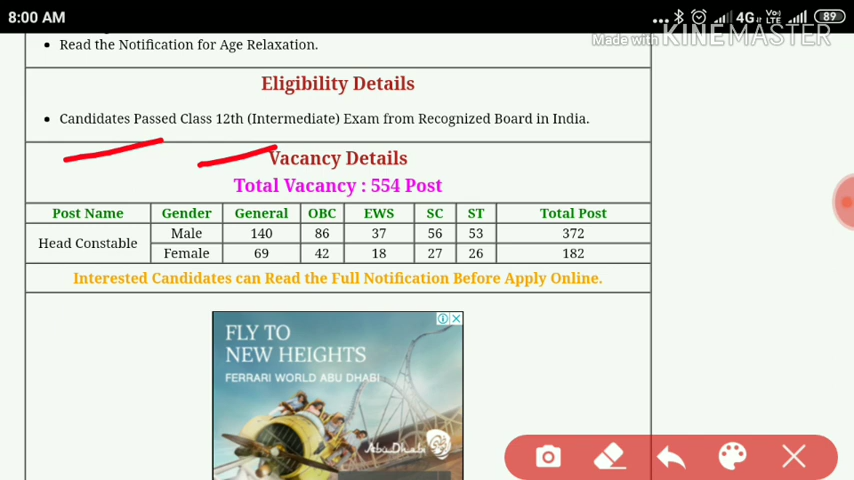 8:00 AM
4G
Vo)
LTE
89
Made with KINEMASTER
Read the Notification for Age Relaxation.
Eligibility Details
Candidates Passed Class 12th (Intermediate) Exam from Recognized Board in India.
Vacancy Details
Total Vacancy : 554 Post
Post Name Gender General OBC EWS SC ST Total Post
Head Constable
Male 140 86 37 56 53 372
Female 69 42 18 27 26 182
Interested Candidates can Read the Full Notification Before Apply Online.
FLY TO
NEW HEIGHTS
FERRARI WORLD ABU DHABI
Abu Dhabi